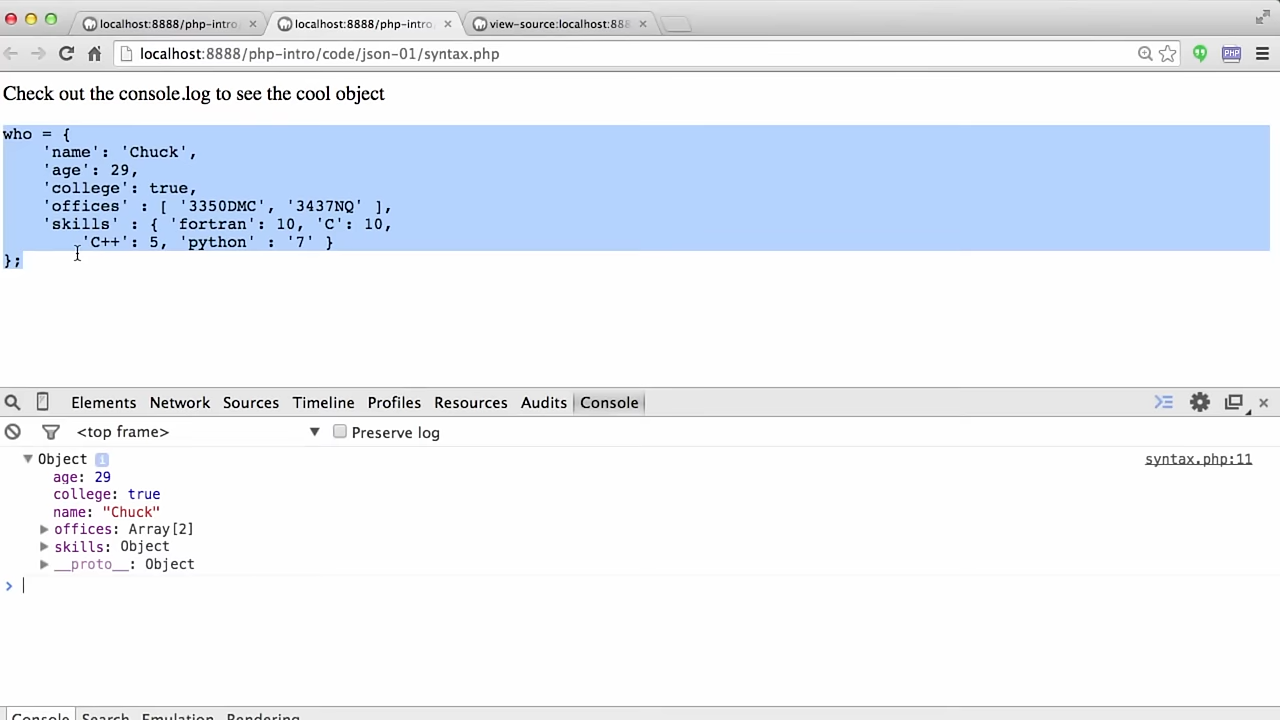 localhost:8888/php-intro
localhost:8888/php-intro
view-source:localhost:888
localhost:8888/php-intro/code/json-01/syntax.php
PHP
Check out the console.log to see the cool object
who = {
    'name': 'Chuck',
    'age': 29,
    'college': true,
    'offices' : [ '3350DMC', '3437NQ' ],
    'skills' : { 'fortran': 10, 'C': 10,
        'C++': 5, 'python' : '7' }
};
Elements Network Sources Timeline Profiles Resources Audits Console
<top frame> Preserve log
Object i syntax.php:11
age: 29
college: true
name: "Chuck"
offices: Array[2]
skills: Object
__proto__: Object
>
Console Search Emulation Rendering